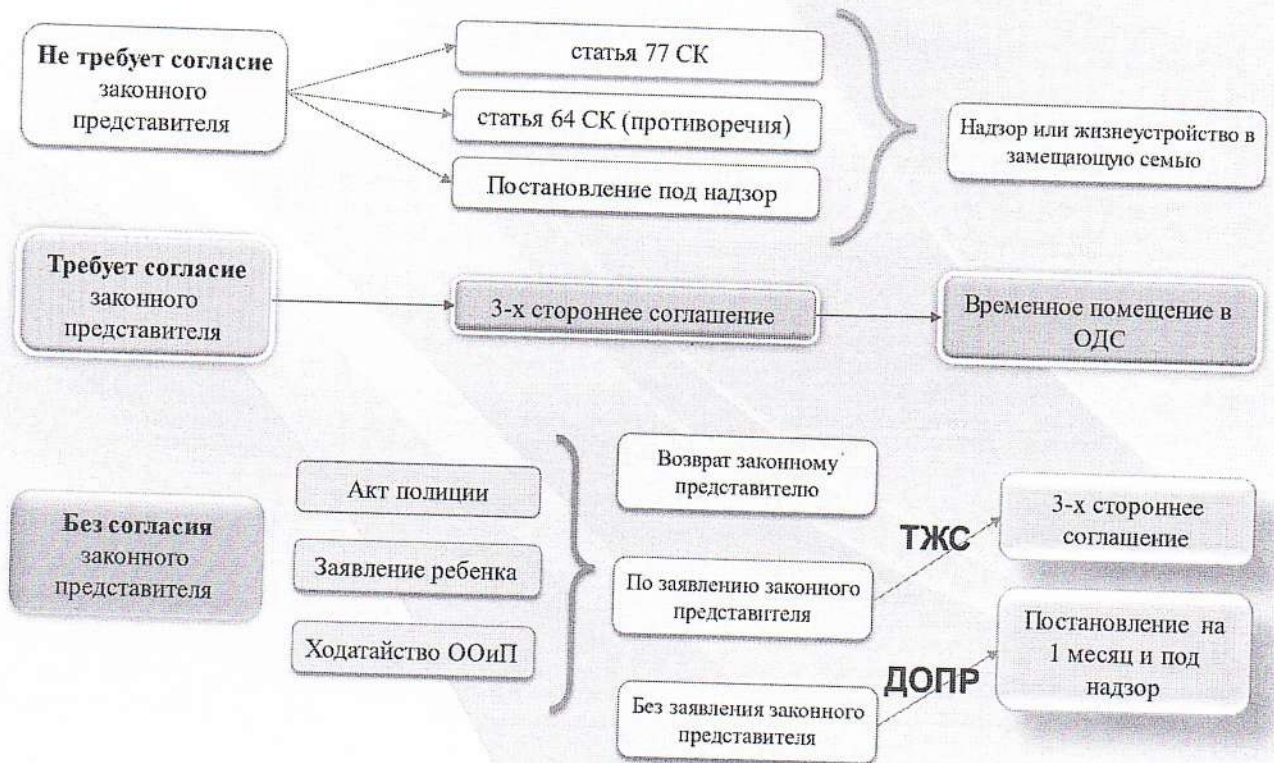 Не требует согласие
законного
представителя
статья 77 СК
статья 64 СК (противоречия)
Постановление под надзор
Надзор или жизнеустройство в
замещающую семью
Требует согласие
законного
представителя
3-х стороннее соглашение
Временное помещение в
ОДС
Без согласия
законного
представителя
Акт полиции
Заявление ребенка
Ходатайство ООиП
Возврат законному
представителю
По заявлению законного
представителя
Без заявления законного
представителя
ТЖС
3-х стороннее
соглашение
ДОПР
Постановление на
1 месяц и под
надзор